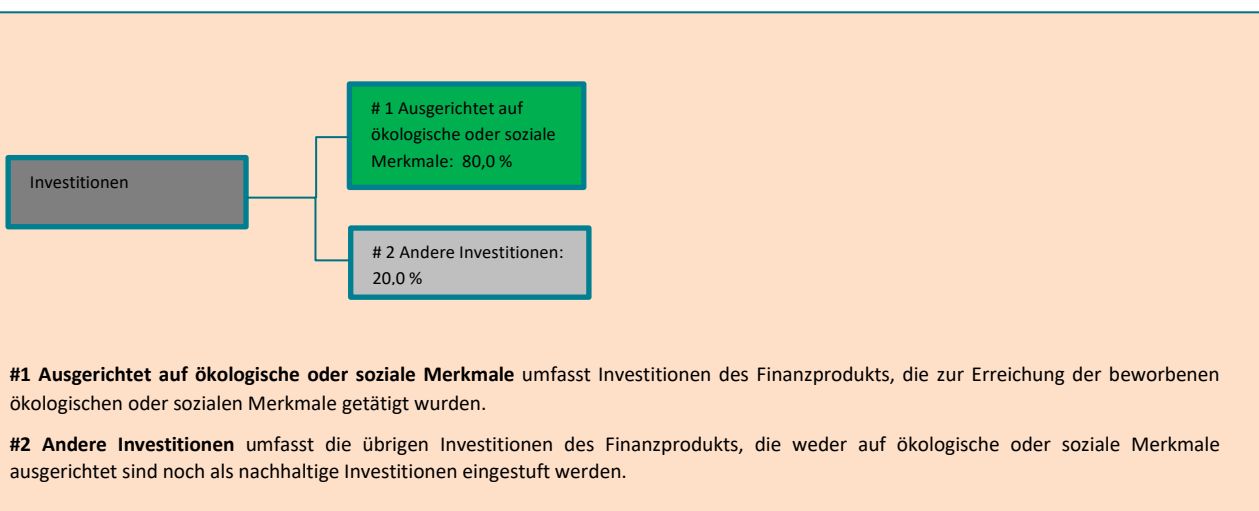 # 1 Ausgerichtet auf
ökologische oder soziale
Merkmale: 80,0 %
Investitionen
# 2 Andere Investitionen:
20,0 %
#1 Ausgerichtet auf ökologische oder soziale Merkmale umfasst Investitionen des Finanzprodukts, die zur Erreichung der beworbenen
ökologischen oder sozialen Merkmale getätigt wurden.
#2 Andere Investitionen umfasst die übrigen Investitionen des Finanzprodukts, die weder auf ökologische oder soziale Merkmale
ausgerichtet sind noch als nachhaltige Investitionen eingestuft werden.